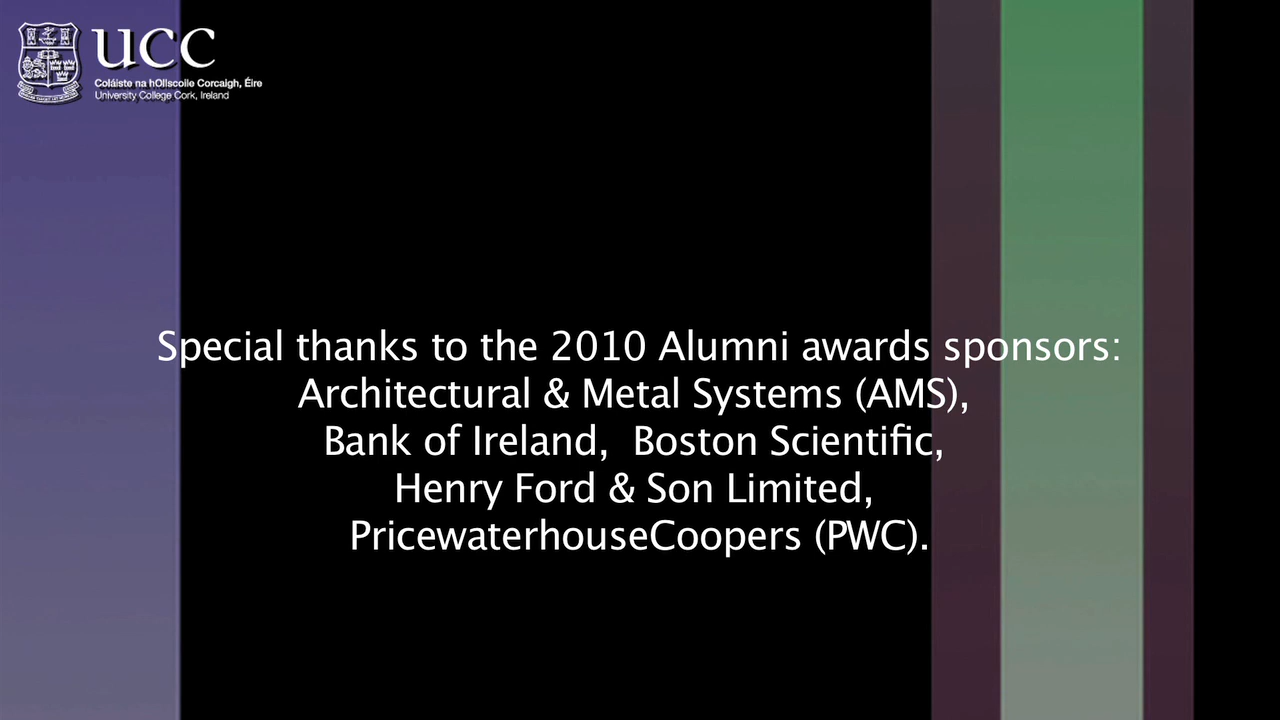 UCC
Coláiste na hOllscoile Corcaigh, Éire
University College Cork, Ireland
Special thanks to the 2010 Alumni awards sponsors:
Architectural & Metal Systems (AMS),
Bank of Ireland,  Boston Scientific,
Henry Ford & Son Limited,
PricewaterhouseCoopers (PWC).